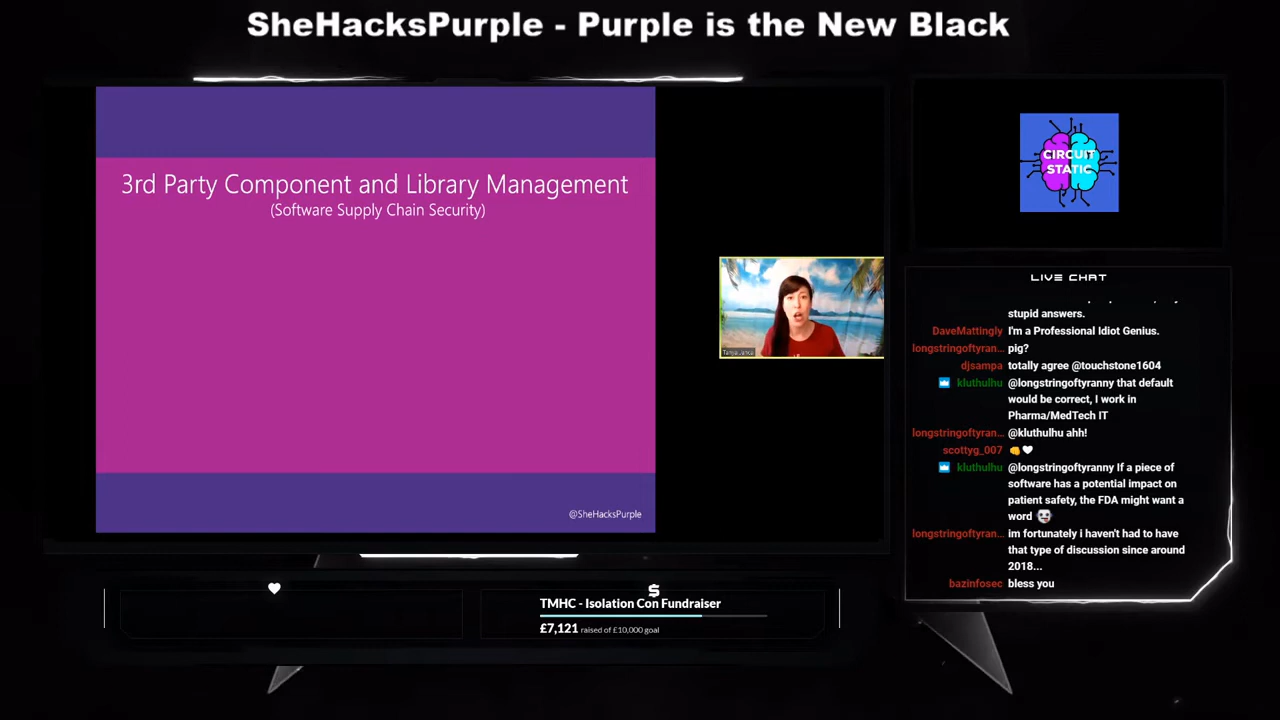 SheHacksPurple - Purple is the New Black
3rd Party Component and Library Management
(Software Supply Chain Security)
@SheHacksPurple
CIRCUIT
STATIC
LIVE CHAT
stupid answers.
DaveMattingly I'm a Professional Idiot Genius.
longstringoftyran... pig?
djsampa totally agree @touchstone1604
kluthulhu @longstringoftyranny that default
would be correct, I work in
Pharma/MedTech IT
longstringoftyran... @kluthulhu ahh!
scottyg_007 👊🤍
kluthulhu @longstringoftyranny If a piece of
software has a potential impact on
patient safety, the FDA might want a
word
longstringoftyran... im fortunately i haven't had to have
that type of discussion since around
2018...
bazinfosec bless you
$
TMHC - Isolation Con Fundraiser
£7,121 raised of £10,000 goal